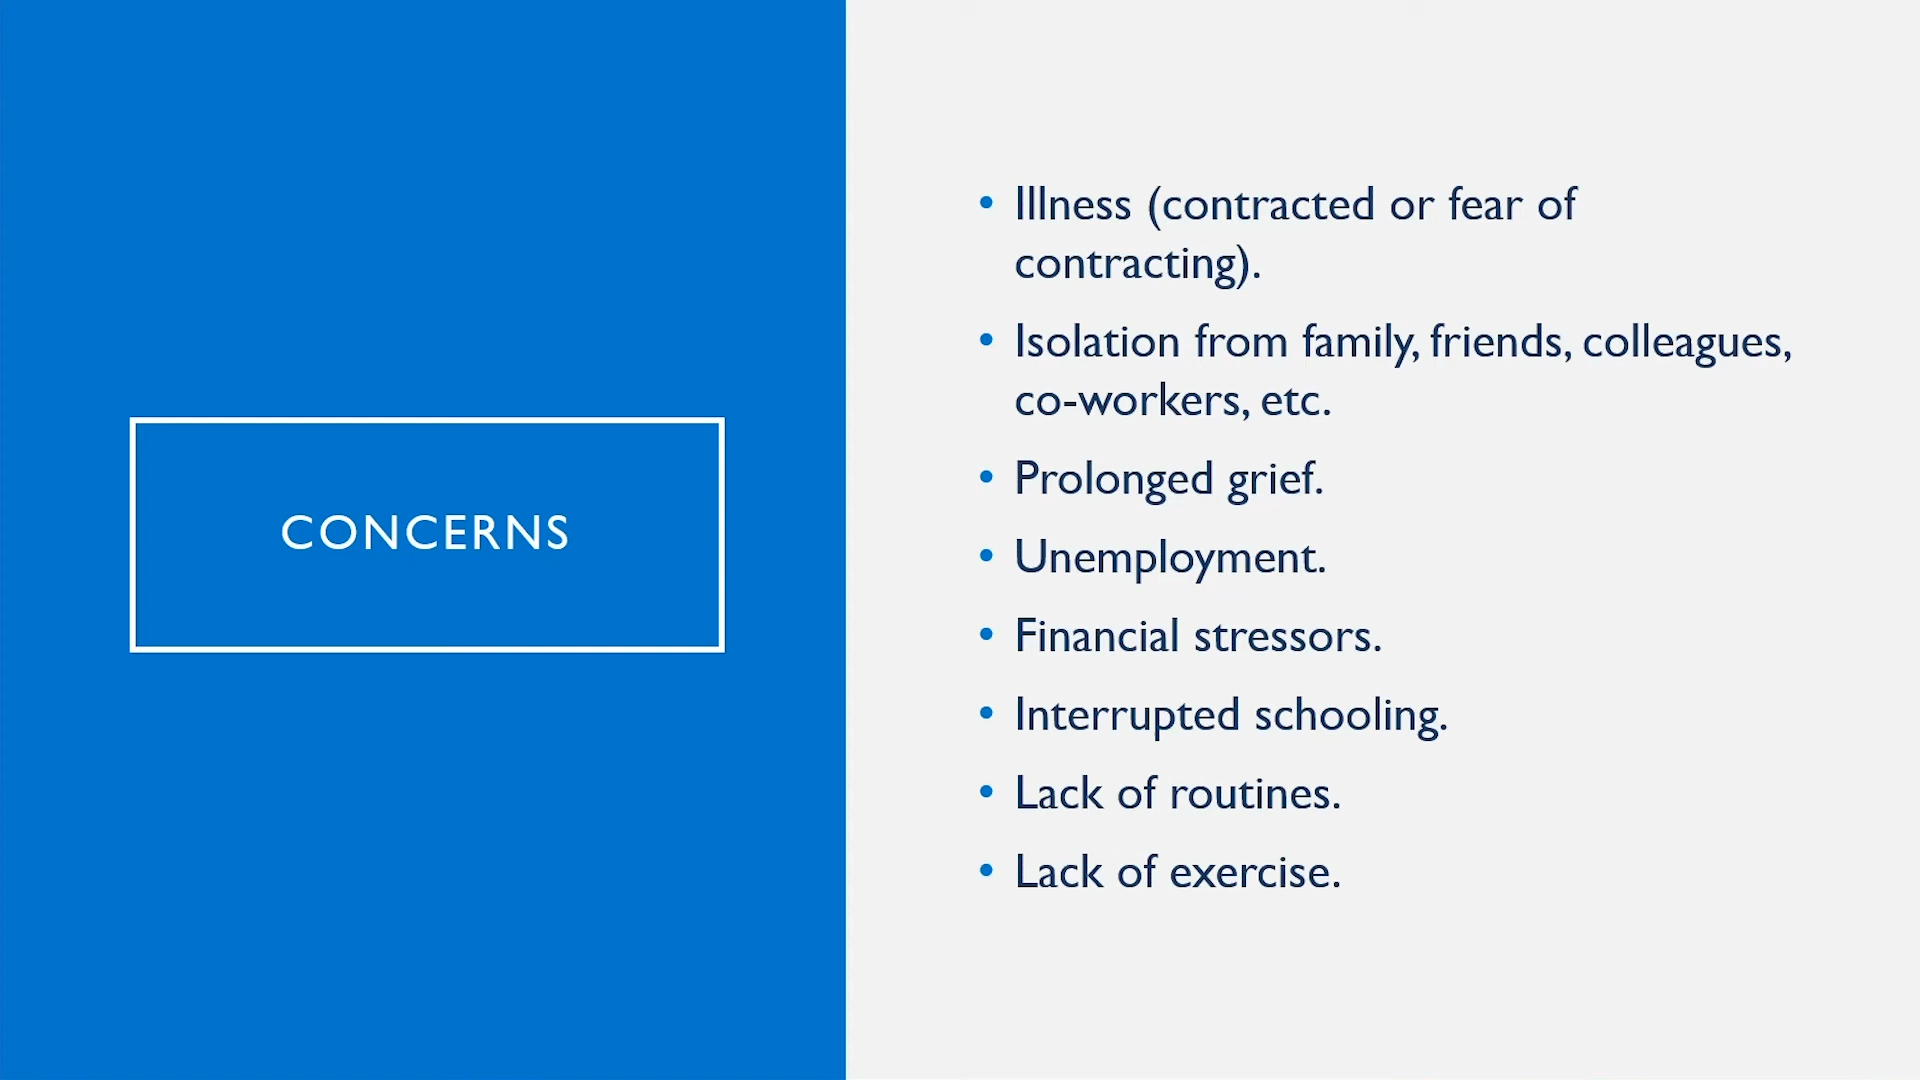 CONCERNS
• Illness (contracted or fear of
contracting).
• Isolation from family, friends, colleagues,
co-workers, etc.
• Prolonged grief.
• Unemployment.
• Financial stressors.
• Interrupted schooling.
• Lack of routines.
• Lack of exercise.